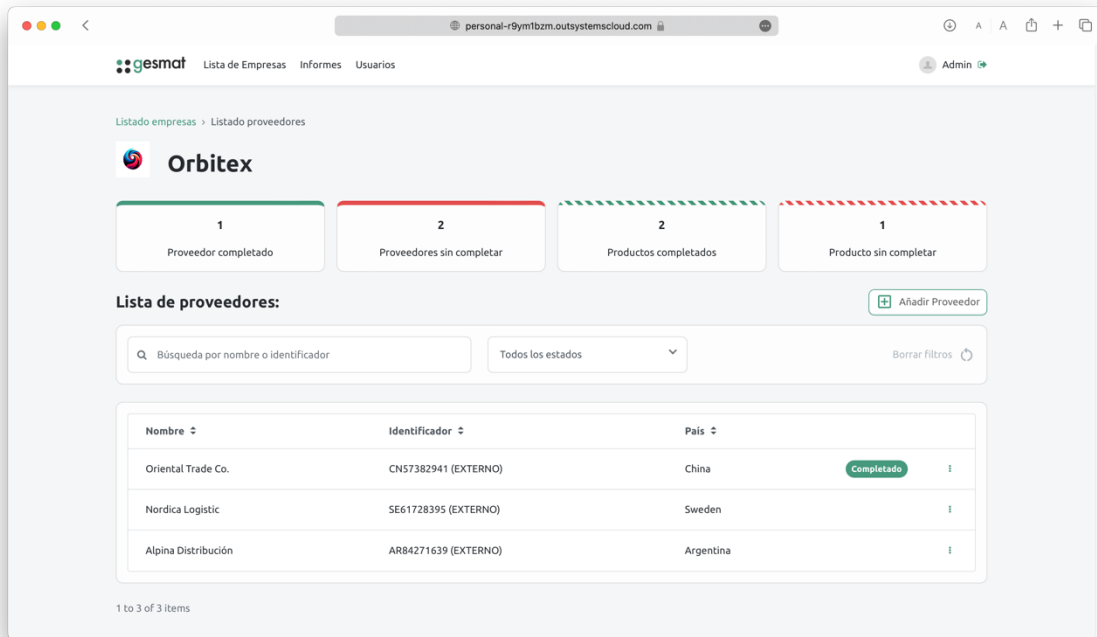 personal-r9ym1bzm.outsystemscloud.com
A A
gesmat Lista de Empresas Informes Usuarios Admin
Listado empresas › Listado proveedores
Orbitex
1 2 2 1
Proveedor completado Proveedores sin completar Productos completados Producto sin completar
Lista de proveedores: Añadir Proveedor
Búsqueda por nombre o identificador Todos los estados Borrar filtros
Nombre Identificador País
Oriental Trade Co. CN57382941 (EXTERNO) China Completado
Nordica Logistic SE61728395 (EXTERNO) Sweden
Alpina Distribución AR84271639 (EXTERNO) Argentina
1 to 3 of 3 items